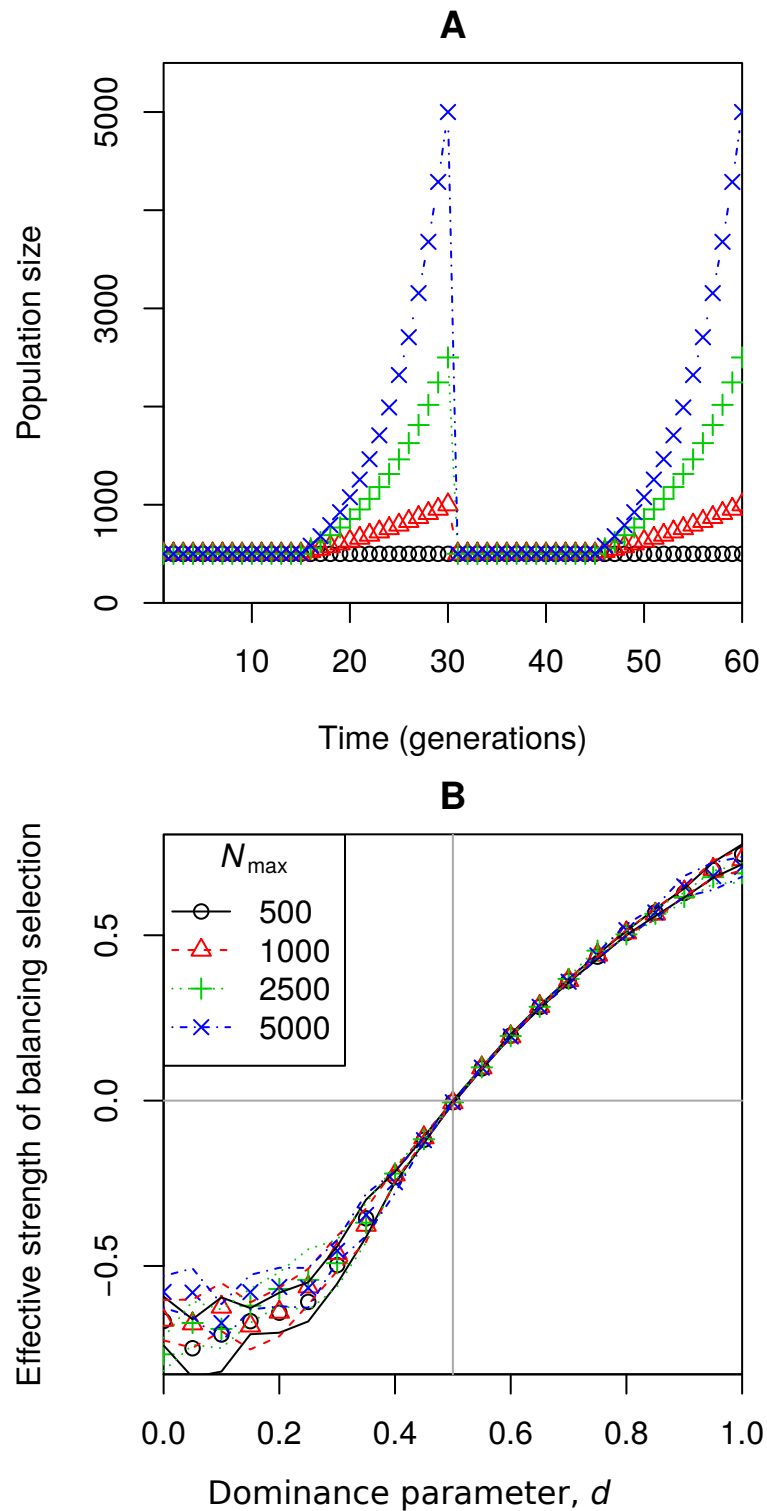 A
Population size
5000
3000
1000
0
10 20 30 40 50 60
Time (generations)
B
Effective strength of balancing selection
N max
500
1000
2500
5000
0.5
0.0
−0.5
0.0 0.2 0.4 0.6 0.8 1.0
Dominance parameter, d